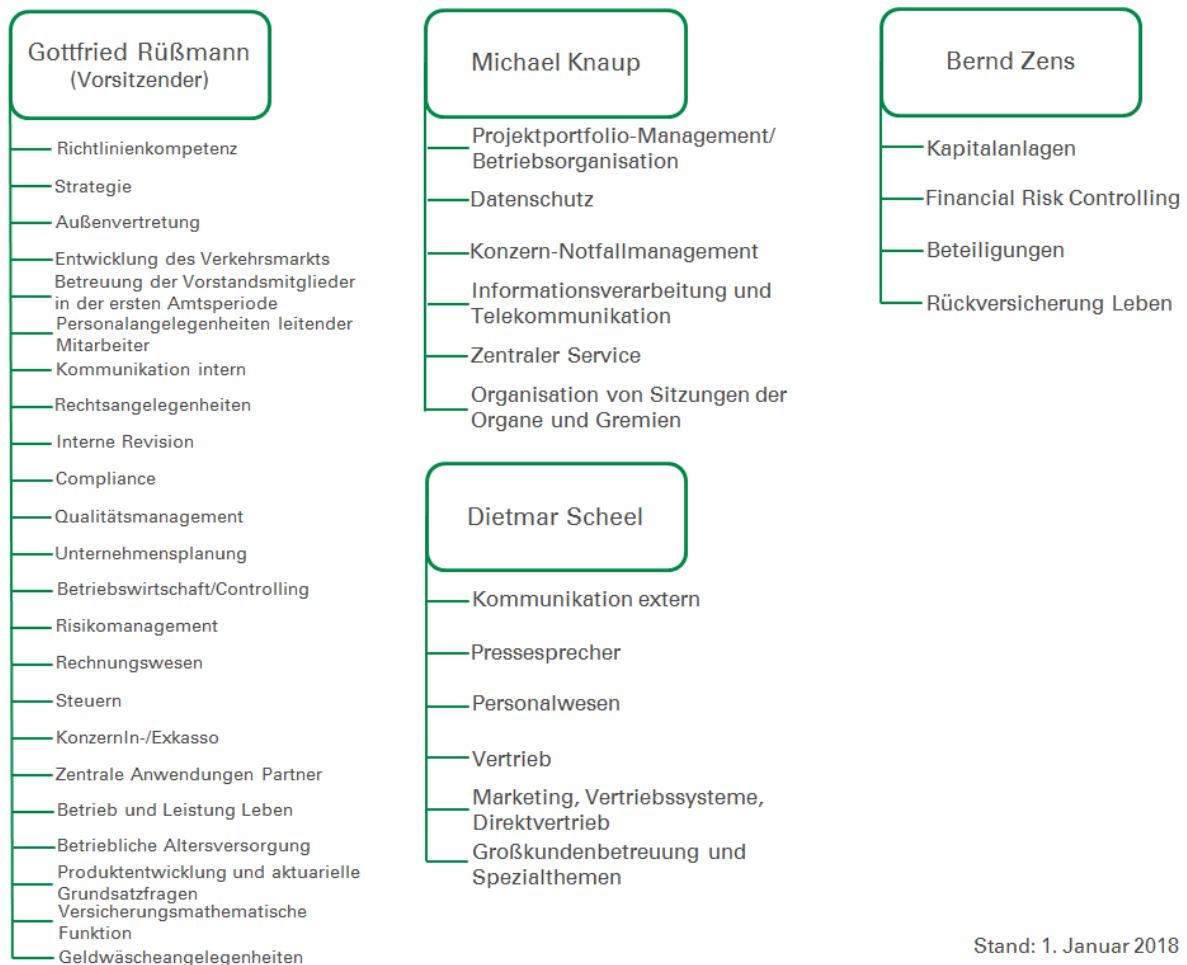 Gottfried Rüßmann
(Vorsitzender)
Richtlinienkompetenz
Strategie
Außenvertretung
Entwicklung des Verkehrsmarkts
Betreuung der Vorstandsmitglieder
in der ersten Amtsperiode
Personalangelegenheiten leitender
Mitarbeiter
Kommunikation intern
Rechtsangelegenheiten
Interne Revision
Compliance
Qualitätsmanagement
Unternehmensplanung
Betriebswirtschaft/Controlling
Risikomanagement
Rechnungswesen
Steuern
KonzernIn-/Exkasso
Zentrale Anwendungen Partner
Betrieb und Leistung Leben
Betriebliche Altersversorgung
Produktentwicklung und aktuarielle
Grundsatzfragen
Versicherungsmathematische
Funktion
Geldwäscheangelegenheiten
Michael Knaup
Projektportfolio-Management/
Betriebsorganisation
Datenschutz
Konzern-Notfallmanagement
Informationsverarbeitung und
Telekommunikation
Zentraler Service
Organisation von Sitzungen der
Organe und Gremien
Dietmar Scheel
Kommunikation extern
Pressesprecher
Personalwesen
Vertrieb
Marketing, Vertriebssysteme,
Direktvertrieb
Großkundenbetreuung und
Spezialthemen
Bernd Zens
Kapitalanlagen
Financial Risk Controlling
Beteiligungen
Rückversicherung Leben
Stand: 1. Januar 2018